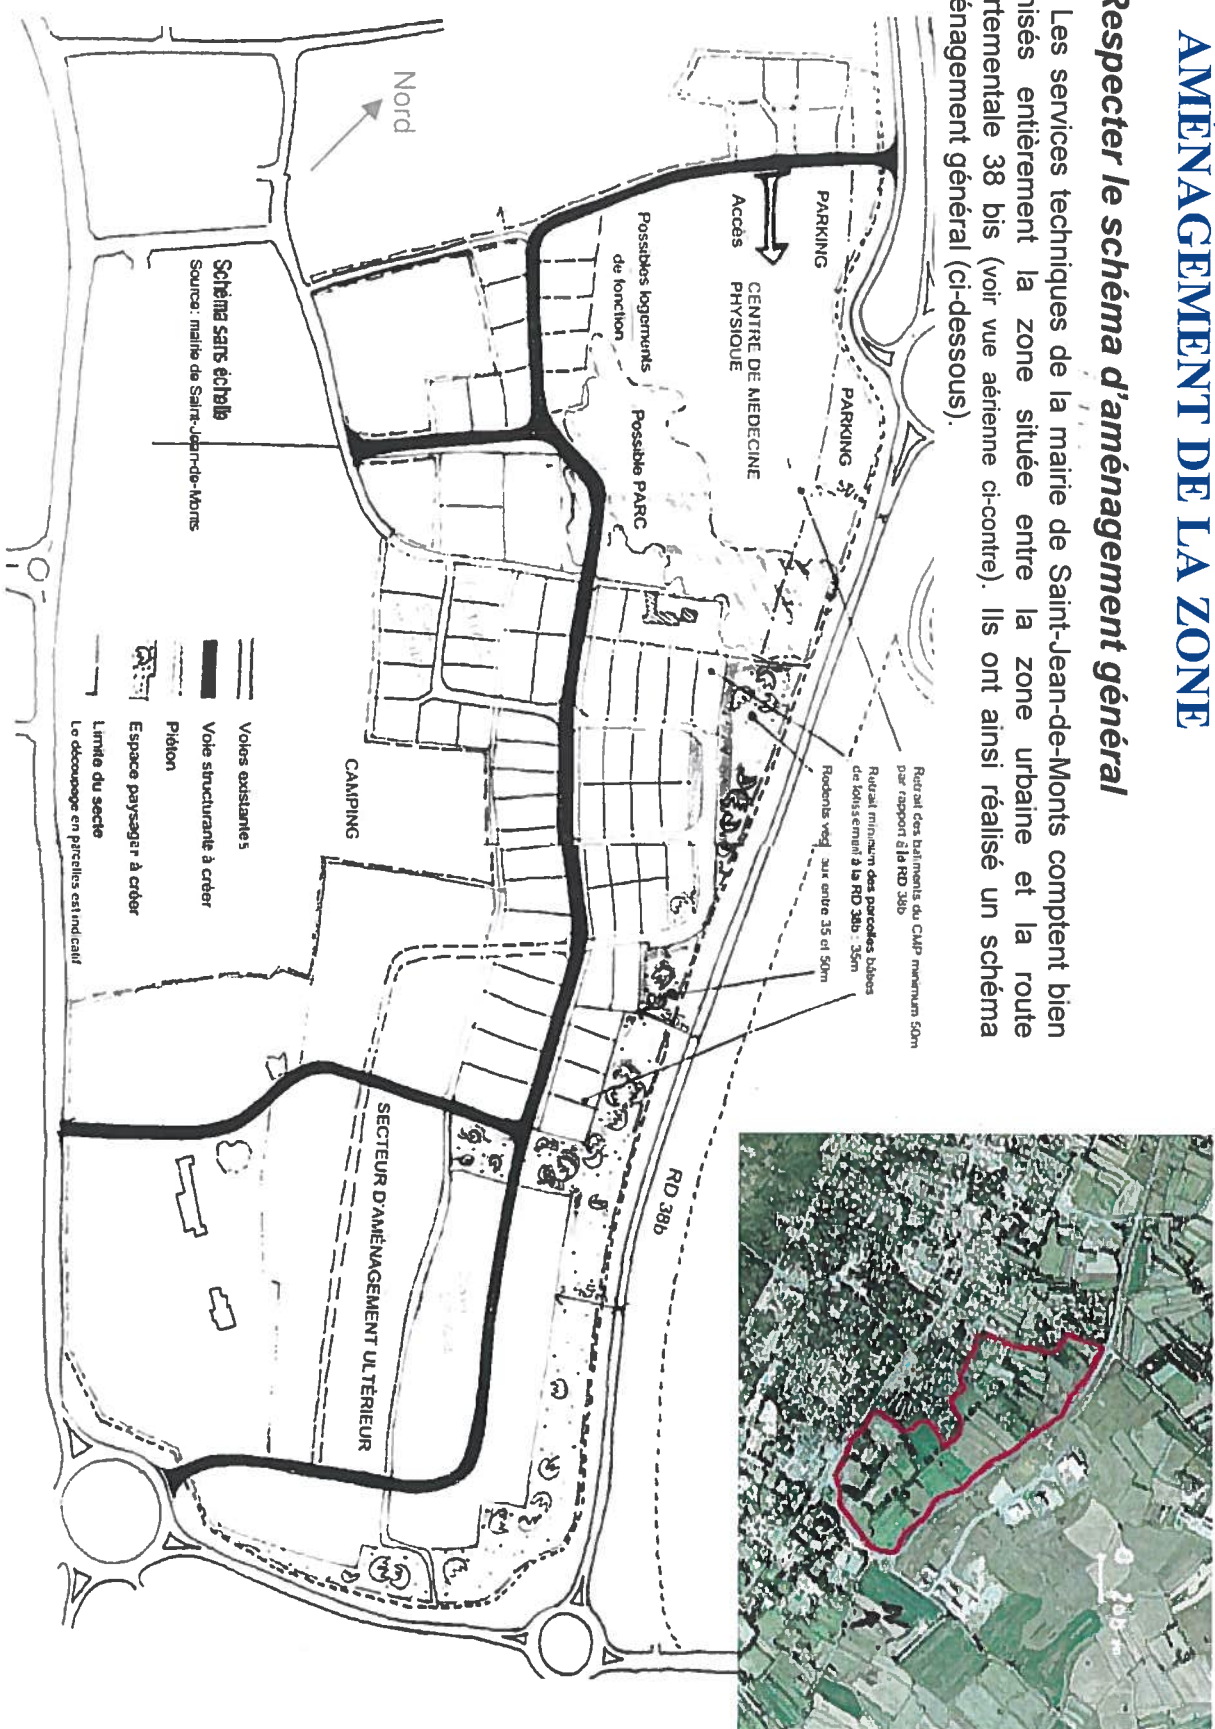 AMÉNAGEMENT DE LA ZONE
Respecter le schéma d'aménagement général
Les services techniques de la mairie de Saint-Jean-de-Monts comptent bien
nisés entièrement la zone située entre la zone urbaine et la route
rtementale 38 bis (voir vue aérienne ci-contre). Ils ont ainsi réalisé un schéma
énagement général (ci-dessous).
Nord
PARKING
Accès
PARKING
CENTRE DE MEDECINE
PHYSIQUE
Possibles logements
de fonction
Possible PARC
Retrait des batiments du CMP minimum 50m
par rapport à la RD 38b
Retrait minimum des parcelles bâties
de lotissement à la RD 38b : 35m
entre 35 et 50m
RD 38b
CAMPING
SECTEUR D'AMÉNAGEMENT ULTÉRIEUR
Schéma sans échelle
Source: mairie de Saint-Jean-de-Monts
Voies existantes
Voie structurante à créer
Piéton
Espace paysager à créer
Limite du secte
Le découpage en parcelles est indicatif
0 200 m